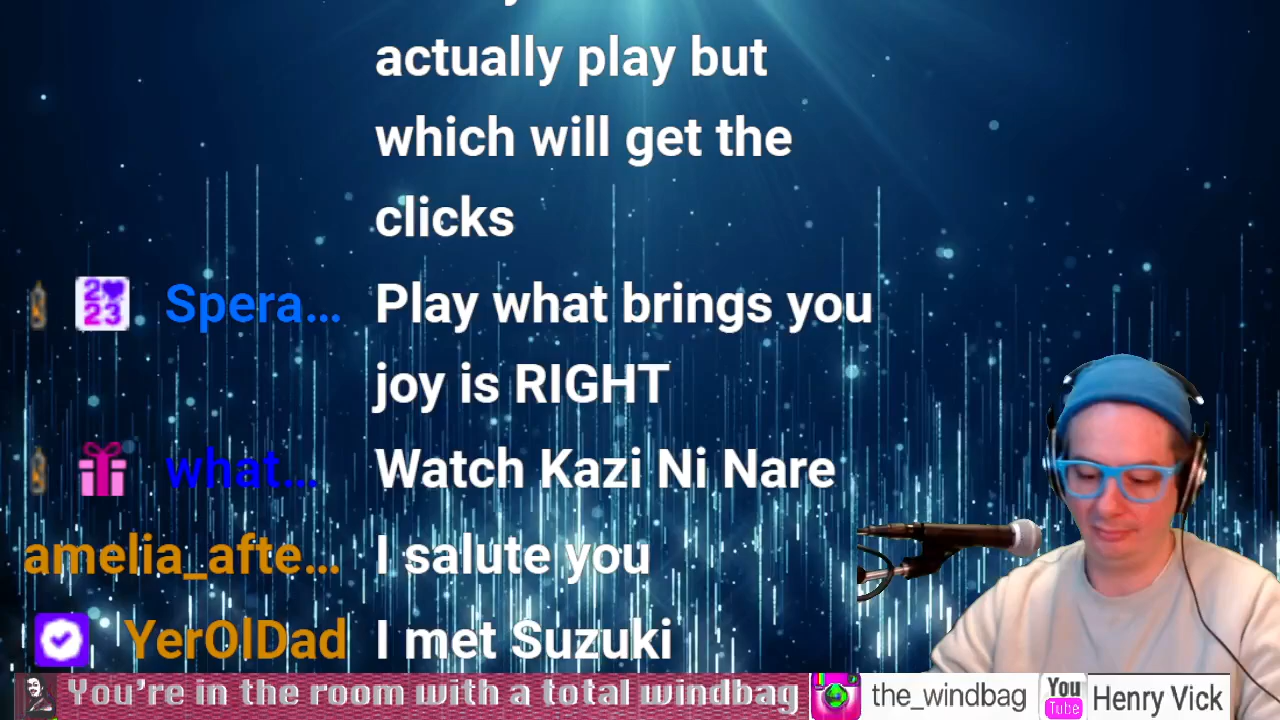 actually play but
which will get the
clicks
2 23 Spera… Play what brings you
joy is RIGHT
what… Watch Kazi Ni Nare
amelia_afte… I salute you
YerOlDad I met Suzuki
You're in the room with a total windbag the_windbag You Tube Henry Vick